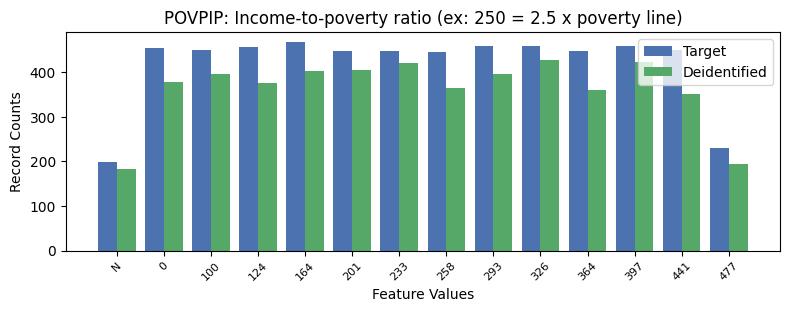 POVPIP: Income-to-poverty ratio (ex: 250 = 2.5 x poverty line)
Target
Deidentified
Record Counts
400
300
200
100
0
N 0 100 124 164 201 233 258 293 326 364 397 441 477
Feature Values